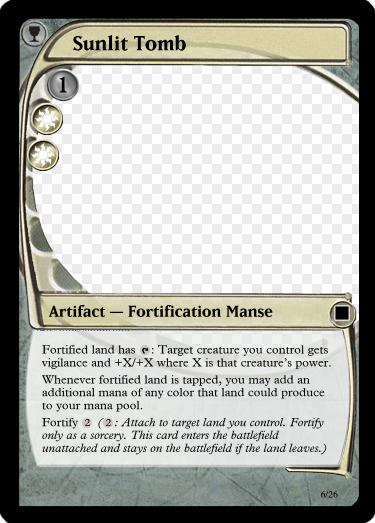 Sunlit Tomb
1
Artifact — Fortification Manse
Fortified land has : Target creature you control gets
vigilance and +X/+X where X is that creature's power.
Whenever fortified land is tapped, you may add an
additional mana of any color that land could produce
to your mana pool.
Fortify 2 (2: Attach to target land you control. Fortify
only as a sorcery. This card enters the battlefield
unattached and stays on the battlefield if the land leaves.)
6/26